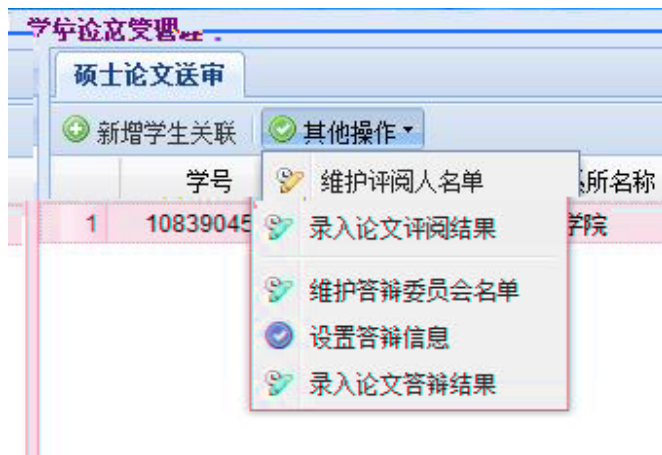 学位论文管理
硕士论文送审
新增学生关联 其他操作
学号 维护评阅人名单 所名称
1 10839045 录入论文评阅结果 学院
维护答辩委员会名单
设置答辩信息
录入论文答辩结果